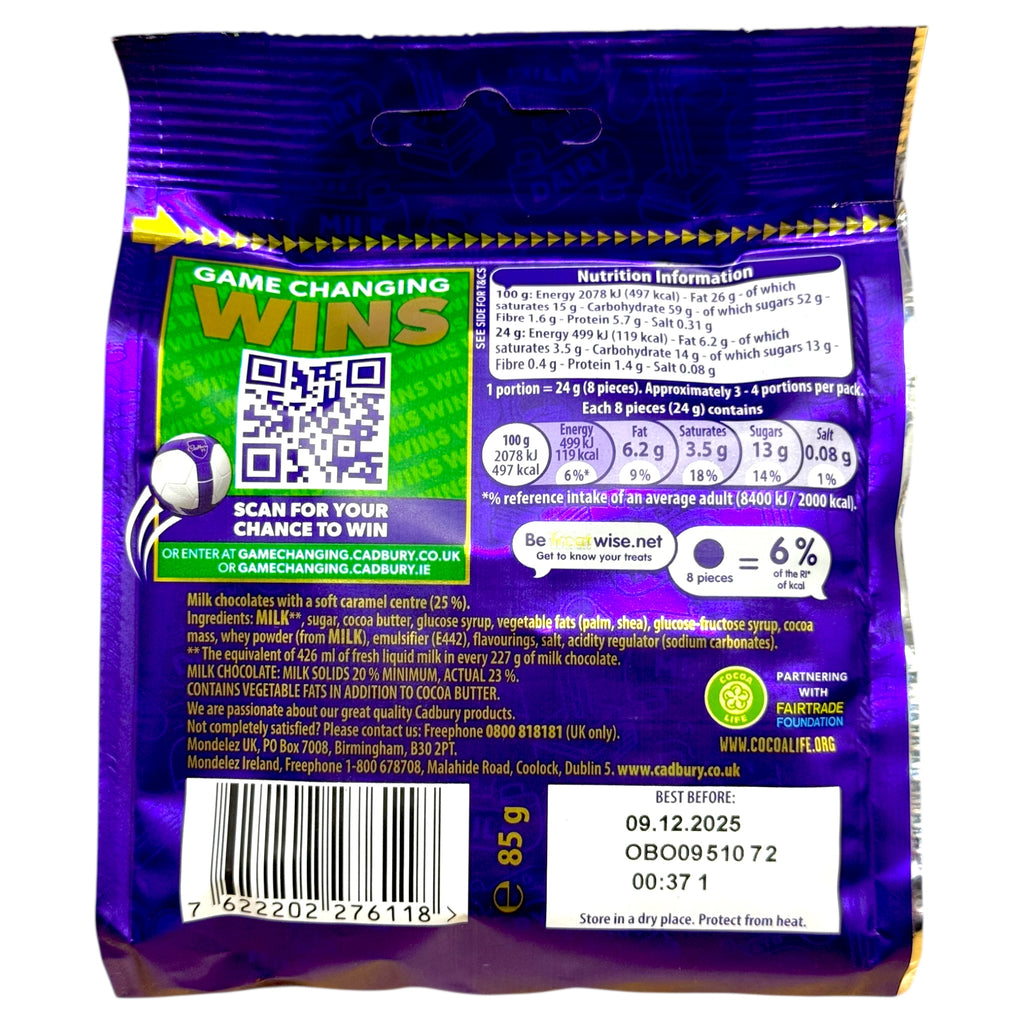 GAME CHANGING
WINS
SEE SIDE FOR T&CS
SCAN FOR YOUR
CHANCE TO WIN
OR ENTER AT GAMECHANGING.CADBURY.CO.UK
OR GAMECHANGING.CADBURY.IE
Nutrition Information
100 g: Energy 2078 kJ (497 kcal) - Fat 26 g - of which
saturates 15 g - Carbohydrate 59 g - of which sugars 52 g -
Fibre 1.6 g - Protein 5.7 g - Salt 0.31 g
24 g: Energy 499 kJ (119 kcal) - Fat 6.2 g - of which
saturates 3.5 g - Carbohydrate 14 g - of which sugars 13 g -
Fibre 0.4 g - Protein 1.4 g - Salt 0.08 g
1 portion = 24 g (8 pieces). Approximately 3 - 4 portions per pack.
Each 8 pieces (24 g) contains
100 g
2078 kJ
497 kcal
Energy
499 kJ
119 kcal
6%*
Fat
6.2 g
9%
Saturates
3.5 g
18%
Sugars
13 g
14%
Salt
0.08 g
1%
*% reference intake of an average adult (8400 kJ / 2000 kcal).
Be treatwise.net
Get to know your treats
8 pieces
=
6%
of the RI*
of kcal
Milk chocolates with a soft caramel centre (25 %).
Ingredients: MILK**, sugar, cocoa butter, glucose syrup, vegetable fats (palm, shea), glucose-fructose syrup, cocoa
mass, whey powder (from MILK), emulsifier (E442), flavourings, salt, acidity regulator (sodium carbonates).
** The equivalent of 426 ml of fresh liquid milk in every 227 g of milk chocolate.
MILK CHOCOLATE: MILK SOLIDS 20 % MINIMUM, ACTUAL 23 %.
CONTAINS VEGETABLE FATS IN ADDITION TO COCOA BUTTER.
We are passionate about our great quality Cadbury products.
Not completely satisfied? Please contact us: Freephone 0800 818181 (UK only).
Mondelez UK, PO Box 7008, Birmingham, B30 2PT.
Mondelez Ireland, Freephone 1-800 678708, Malahide Road, Coolock, Dublin 5. www.cadbury.co.uk
COCOA
LIFE
PARTNERING
WITH
FAIRTRADE
FOUNDATION
WWW.COCOALIFE.ORG
7 622202 276118 >
e 85 g
BEST BEFORE:
09.12.2025
OBO0951072
00:37 1
Store in a dry place. Protect from heat.